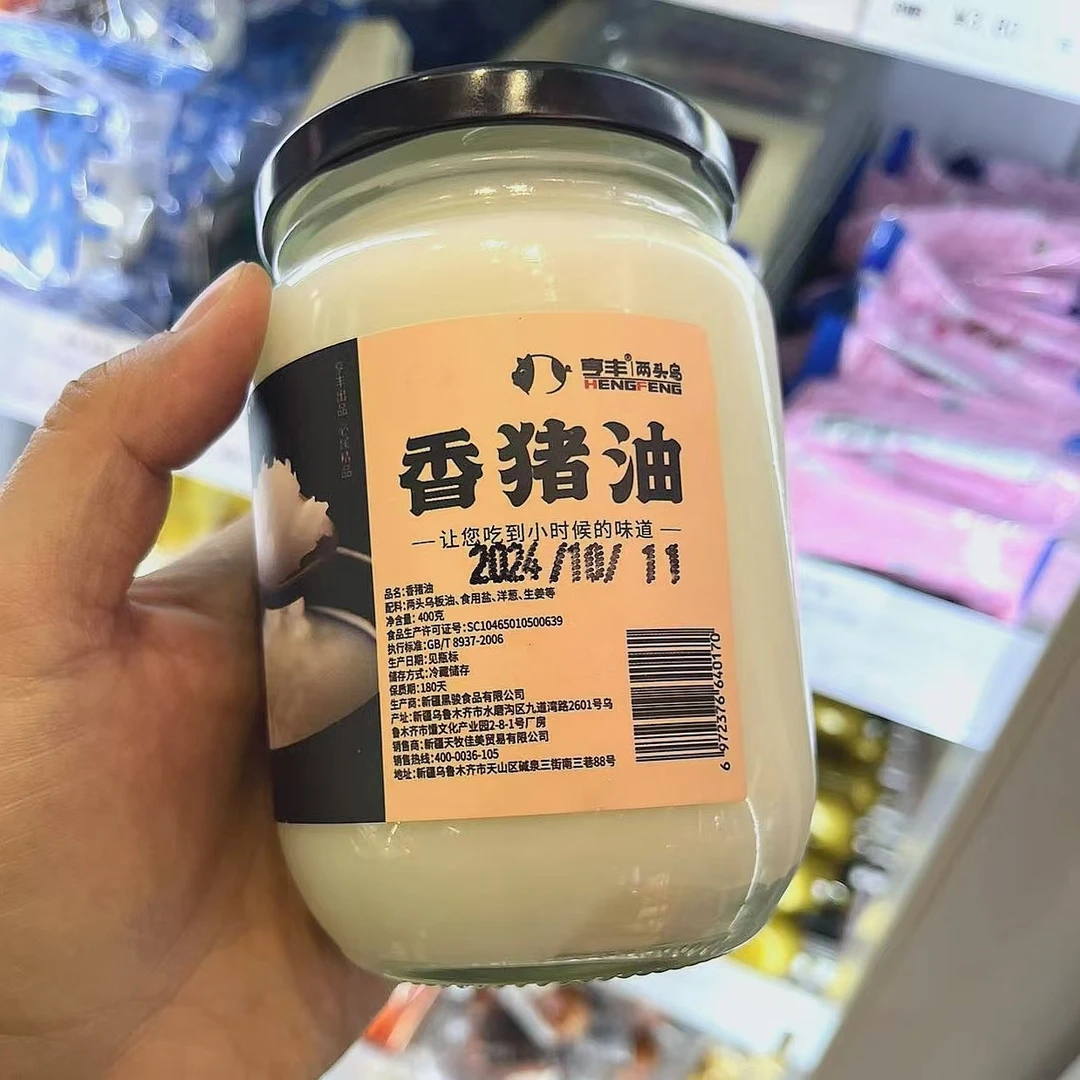 亨丰®两头乌
HENGFENG
亨丰出品 必属精品
香猪油
—让您吃到小时候的味道—
2024/10/11
品名:香猪油
配料:两头乌板油、食用盐、洋葱、生姜等
净含量:400克
食品生产许可证号:SC10465010500639
执行标准:GB/T 8937-2006
生产日期:见瓶标
储存方式:冷藏储存
保质期:180天
生产商:新疆黑骏食品有限公司
产址:新疆乌鲁木齐市水磨沟区九道湾路2601号乌
鲁木齐市馕文化产业园2-8-1号厂房
销售商:新疆天牧佳美贸易有限公司
销售热线:400-0036-105
地址:新疆乌鲁木齐市天山区碱泉三街南三巷88号
6 972376 640170